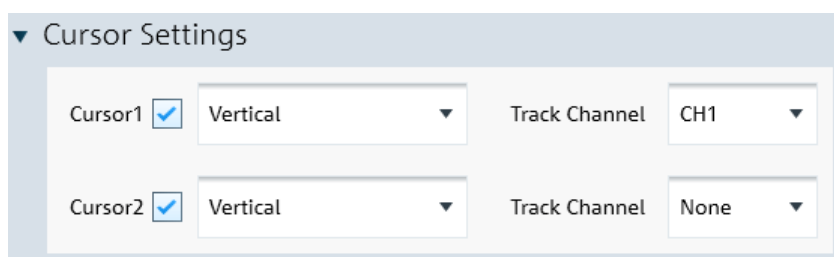 Cursor Settings
Cursor1 Vertical Track Channel CH1
Cursor2 Vertical Track Channel None